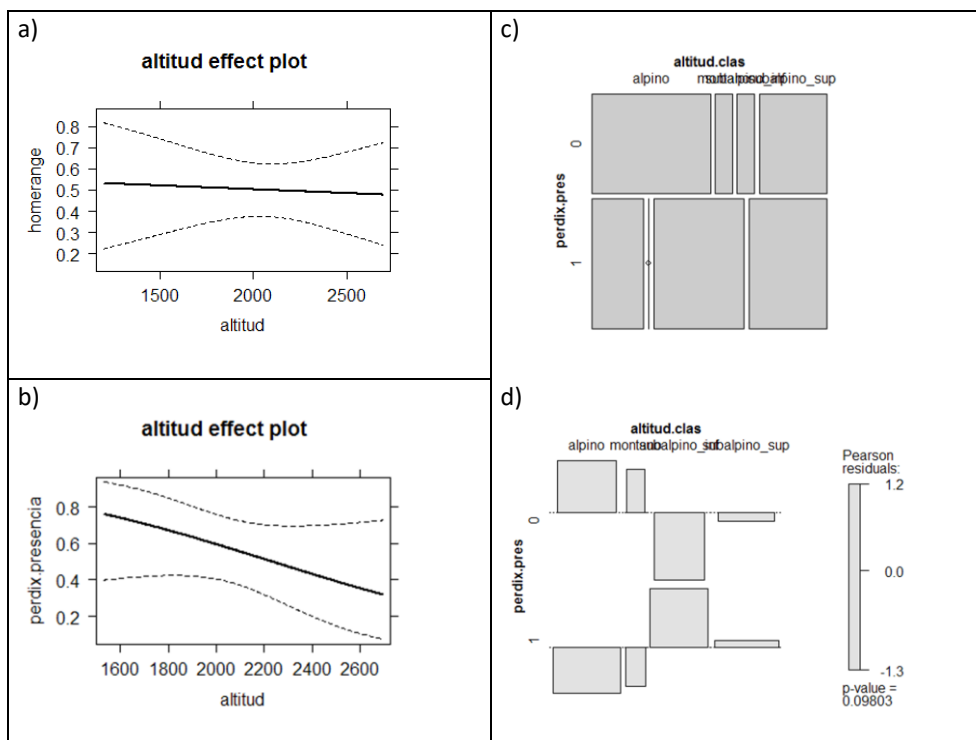 a)
altitud effect plot
homerange
0.8
0.7
0.6
0.5
0.4
0.3
0.2
1500 2000 2500
altitud
b)
altitud effect plot
perdix.presencia
0.8
0.6
0.4
0.2
1600 1800 2000 2200 2400 2600
altitud
c)
altitud.clas
alpino
perdix.pres
0
1
d)
altitud.clas
alpino
perdix.pres
0
1
Pearson
residuals:
1.2
0.0
-1.3
p-value =
0.09803